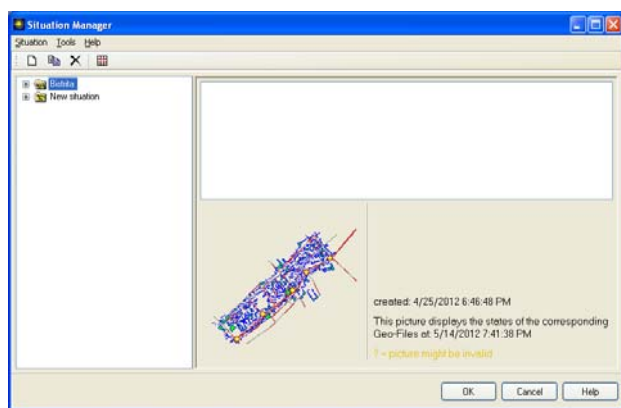 Situation Manager
Situation Tools Help
New situation
created: 4/25/2012 6:46:48 PM
This picture displays the states of the corresponding
Geo-Files at: 5/14/2012 7:41:38 PM
? - picture might be invalid
OK Cancel Help